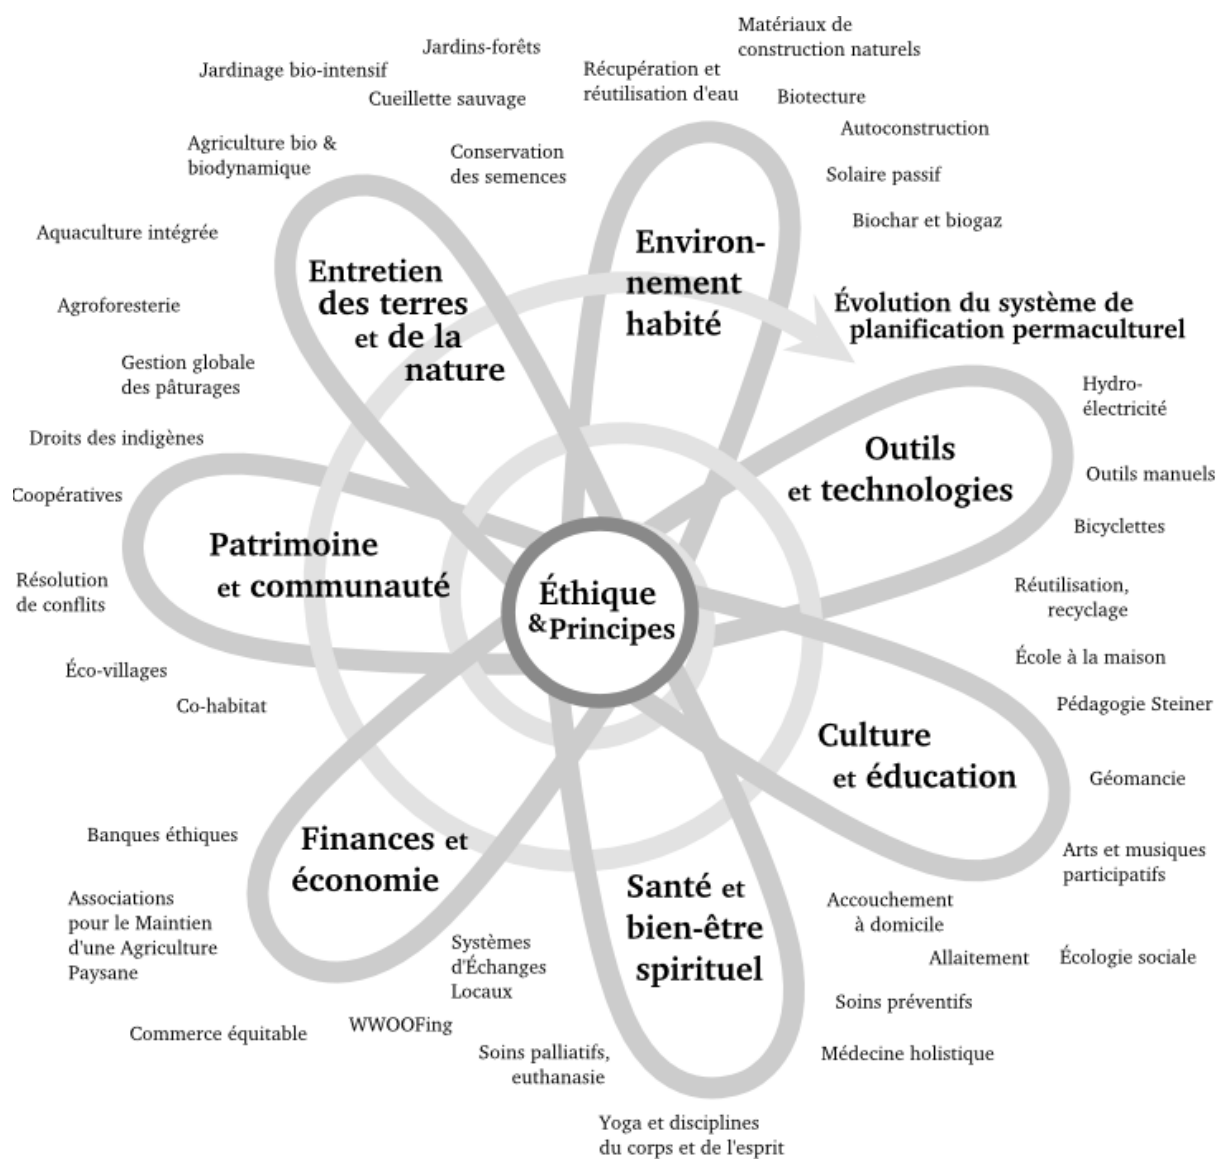 Matériaux de
construction naturels
Jardins-forêts
Jardinage bio-intensif
Cueillette sauvage
Récupération et
réutilisation d'eau
Biotecture
Autoconstruction
Agriculture bio &
biodynamique
Conservation
des semences
Solaire passif
Biochar et biogaz
Aquaculture intégrée
Agroforesterie
Gestion globale
des pâturages
Entretien
des terres
et de la
nature
Environ-
nement
habité
Évolution du système de
planification permaculturel
Hydro-
électricité
Outils manuels
Bicyclettes
Réutilisation,
recyclage
Outils
et technologies
Droits des indigènes
Coopératives
Résolution
de conflits
Éco-villages
Co-habitat
Patrimoine
et communauté
Éthique
&Principes
École à la maison
Pédagogie Steiner
Géomancie
Arts et musiques
participatifs
Écologie sociale
Culture
et éducation
Banques éthiques
Associations
pour le Maintien
d'une Agriculture
Paysane
Commerce équitable
WWOOFing
Systèmes
d'Échanges
Locaux
Finances et
économie
Santé et
bien-être
spirituel
Accouchement
à domicile
Allaitement
Soins préventifs
Médecine holistique
Soins palliatifs,
euthanasie
Yoga et disciplines
du corps et de l'esprit